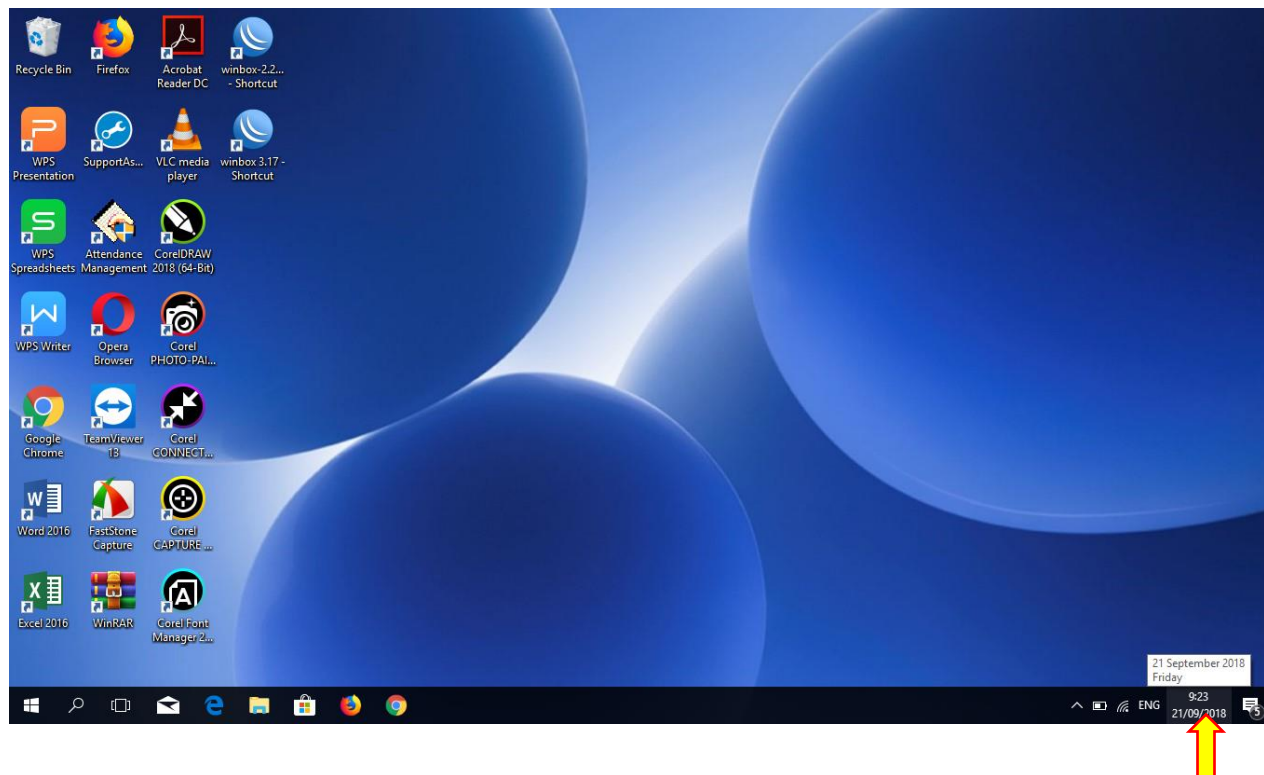 Recycle Bin
Firefox
Acrobat
Reader DC
winbox-2.2...
- Shortcut
WPS
Presentation
SupportAs...
VLC media
player
winbox 3.17 -
Shortcut
WPS
Spreadsheets
Attendance
Management
CorelDRAW
2018 (64-Bit)
WPS Writer
Opera
Browser
Corel
PHOTO-PAI...
Google
Chrome
TeamViewer
13
Corel
CONNECT...
Word 2016
FastStone
Capture
Corel
CAPTURE ...
Excel 2016
WinRAR
Corel Font
Manager 2...
21 September 2018
Friday
ENG
9:23
21/09/2018
5